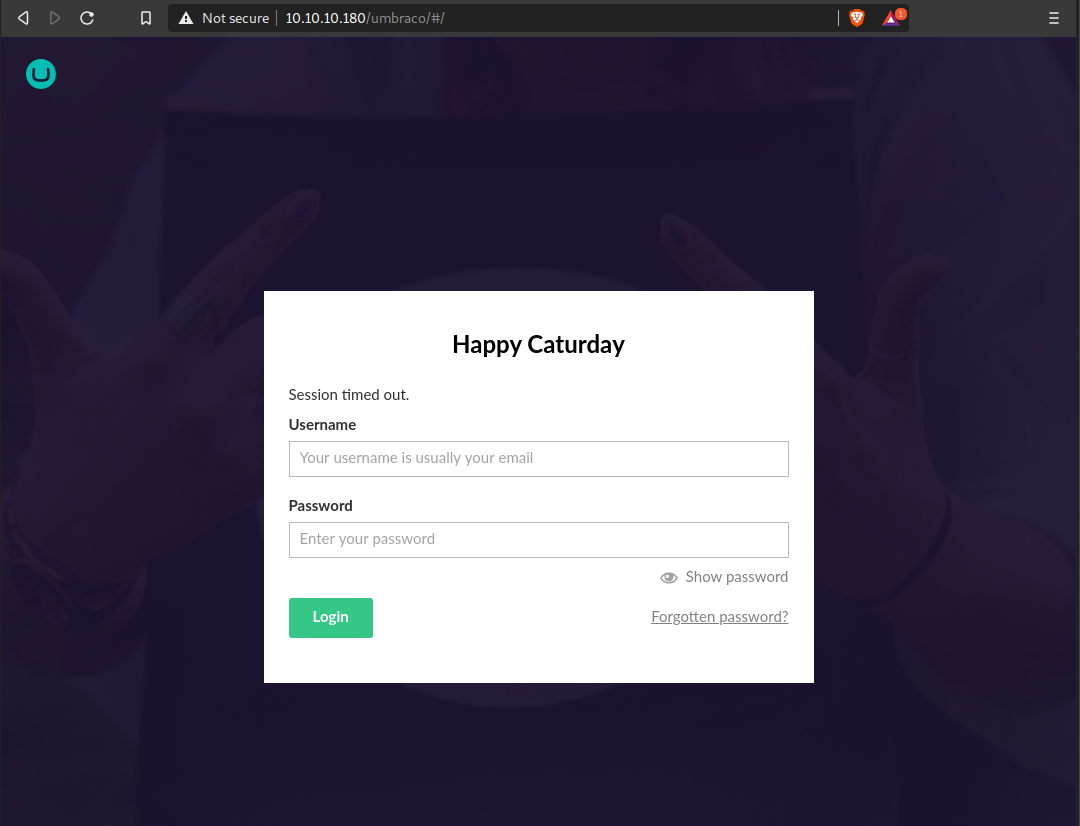 Not secure 10.10.10.180/umbraco/#/ 1
Happy Caturday
Session timed out.
Username
Your username is usually your email
Password
Enter your password
Show password
Login Forgotten password?